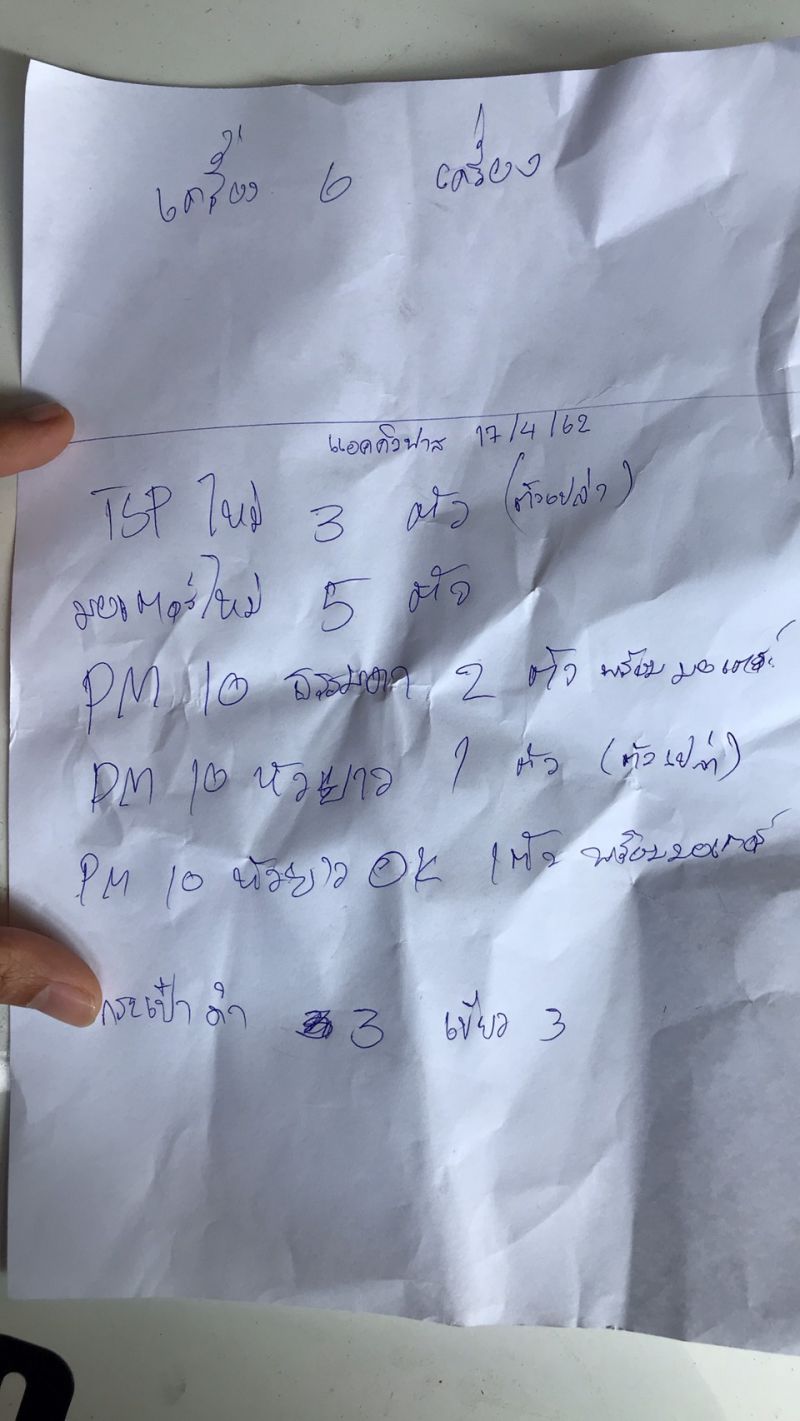 เครื่อง 6 เครื่อง
แอคคิวฟาส 17/4/62
TSP ใหม่ 3 ตัว (ตัวเปล่า)
มอเตอร์ใหม่ 5 ตัว
PM 10 ธรรมดา 2 ตัว พร้อมมอเตอร์
PM 10 หัวยาว 1 ตัว (ตัวเปล่า)
PM 10 หัวยาว OK 1 ตัว พร้อมมอเตอร์
กระเป๋า ดำ 3 เขียว 3